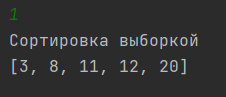 1
Сортировка выборкой
[3, 8, 11, 12, 20]